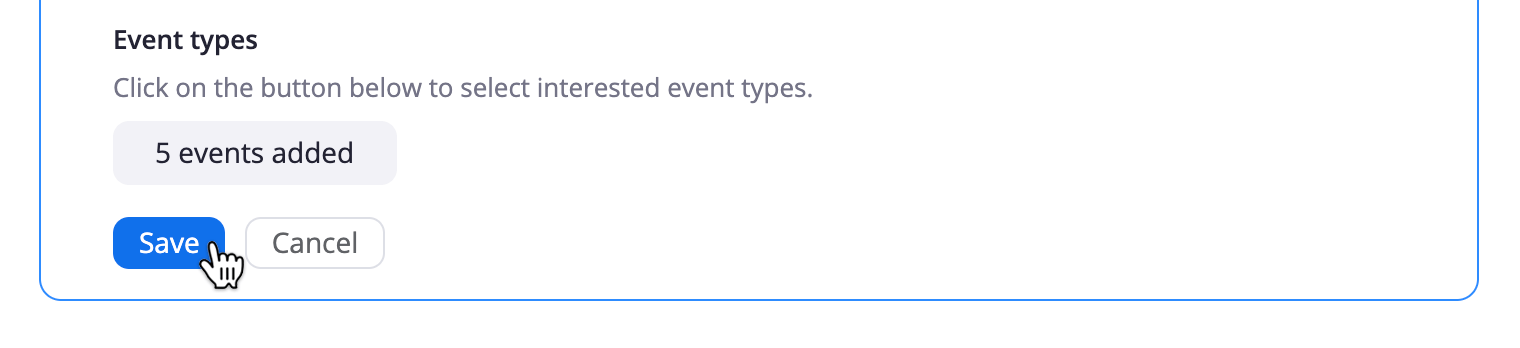 Event types
Click on the button below to select interested event types.
5 events added
Save Cancel